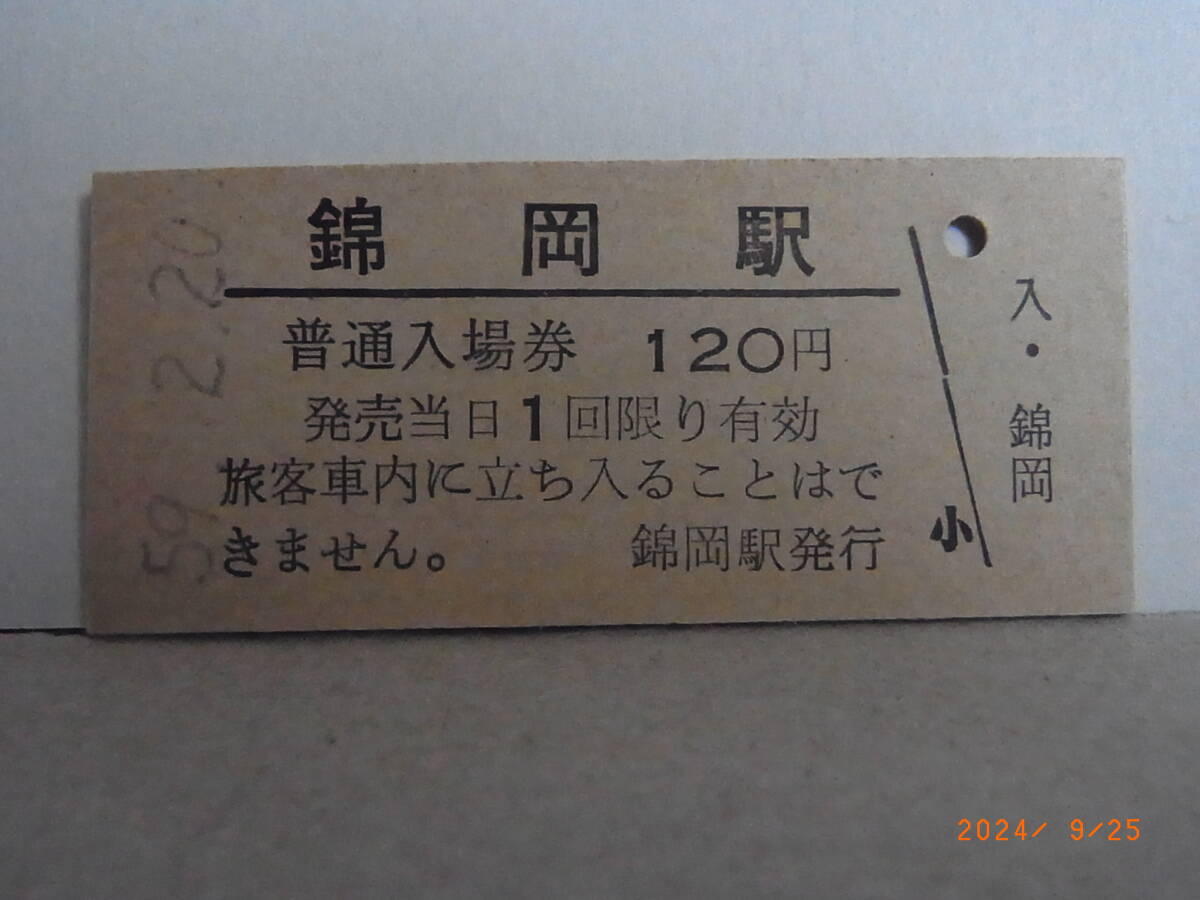 錦岡駅
普通入場券 120円
発売当日1回限り有効
旅客車内に立ち入ることはで
きません。 錦岡駅発行
小
入・錦岡
59 2.20
2024/ 9/25